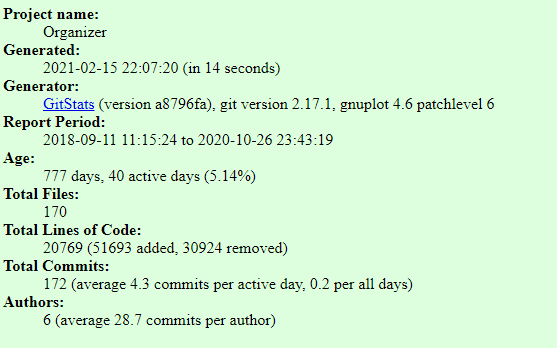 Project name:
Organizer
Generated:
2021-02-15 22:07:20 (in 14 seconds)
Generator:
GitStats (version a8796fa), git version 2.17.1, gnuplot 4.6 patchlevel 6
Report Period:
2018-09-11 11:15:24 to 2020-10-26 23:43:19
Age:
777 days, 40 active days (5.14%)
Total Files:
170
Total Lines of Code:
20769 (51693 added, 30924 removed)
Total Commits:
172 (average 4.3 commits per active day, 0.2 per all days)
Authors:
6 (average 28.7 commits per author)